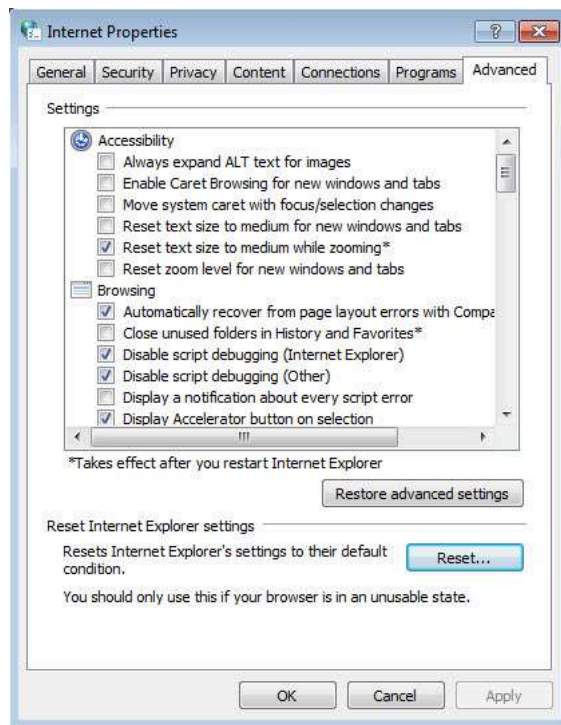 Internet Properties
General Security Privacy Content Connections Programs Advanced
Settings
Accessibility
Always expand ALT text for images
Enable Caret Browsing for new windows and tabs
Move system caret with focus/selection changes
Reset text size to medium for new windows and tabs
Reset text size to medium while zooming*
Reset zoom level for new windows and tabs
Browsing
Automatically recover from page layout errors with Compa
Close unused folders in History and Favorites*
Disable script debugging (Internet Explorer)
Disable script debugging (Other)
Display a notification about every script error
Display Accelerator button on selection
*Takes effect after you restart Internet Explorer
Restore advanced settings
Reset Internet Explorer settings
Resets Internet Explorer's settings to their default
condition.
Reset...
You should only use this if your browser is in an unusable state.
OK Cancel Apply